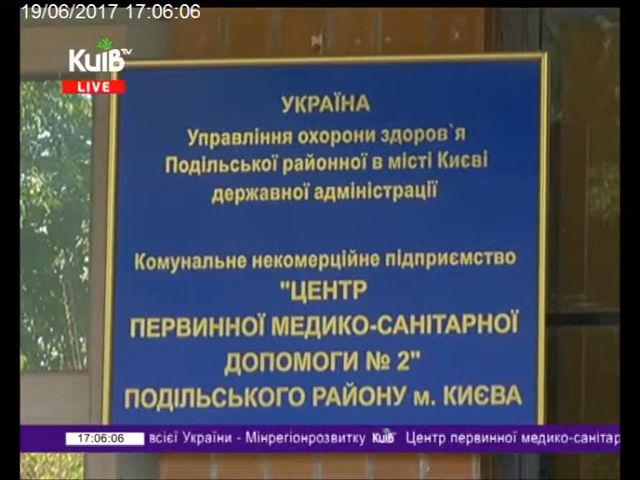 19/06/2017 17:06:06
КиїВTV
LIVE
УКРАЇНА
Управління охорони здоров`я
Подільської районної в місті Києві
державної адміністрації
Комунальне некомерційне підприємство
"ЦЕНТР
ПЕРВИННОЇ МЕДИКО-САНІТАРНОЇ
ДОПОМОГИ № 2"
ПОДІЛЬСЬКОГО РАЙОНУ м. КИЄВА
17:06:06 всієї України - Мінрегіонрозвитку КиїВ Центр первинної медико-санітар